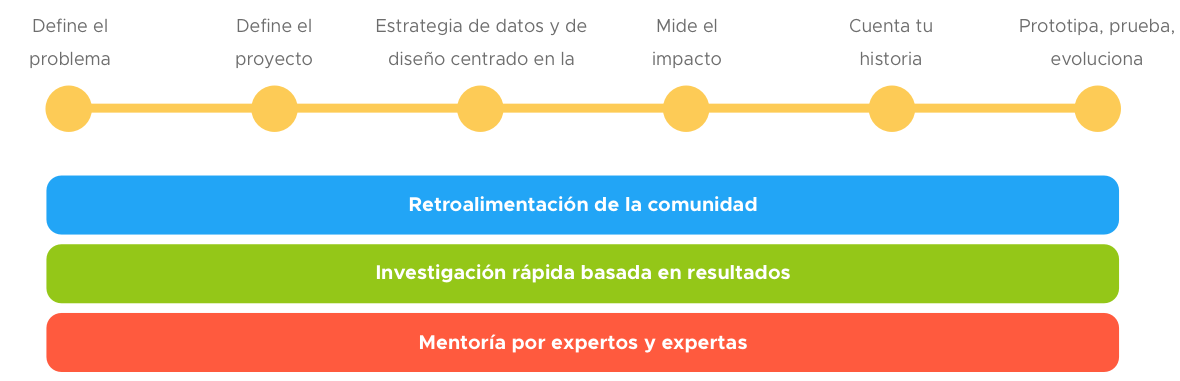 Define el
problema
Define el
proyecto
Estrategia de datos y de
diseño centrado en la
Mide el
impacto
Cuenta tu
historia
Prototipa, prueba,
evoluciona
Retroalimentación de la comunidad
Investigación rápida basada en resultados
Mentoría por expertos y expertas